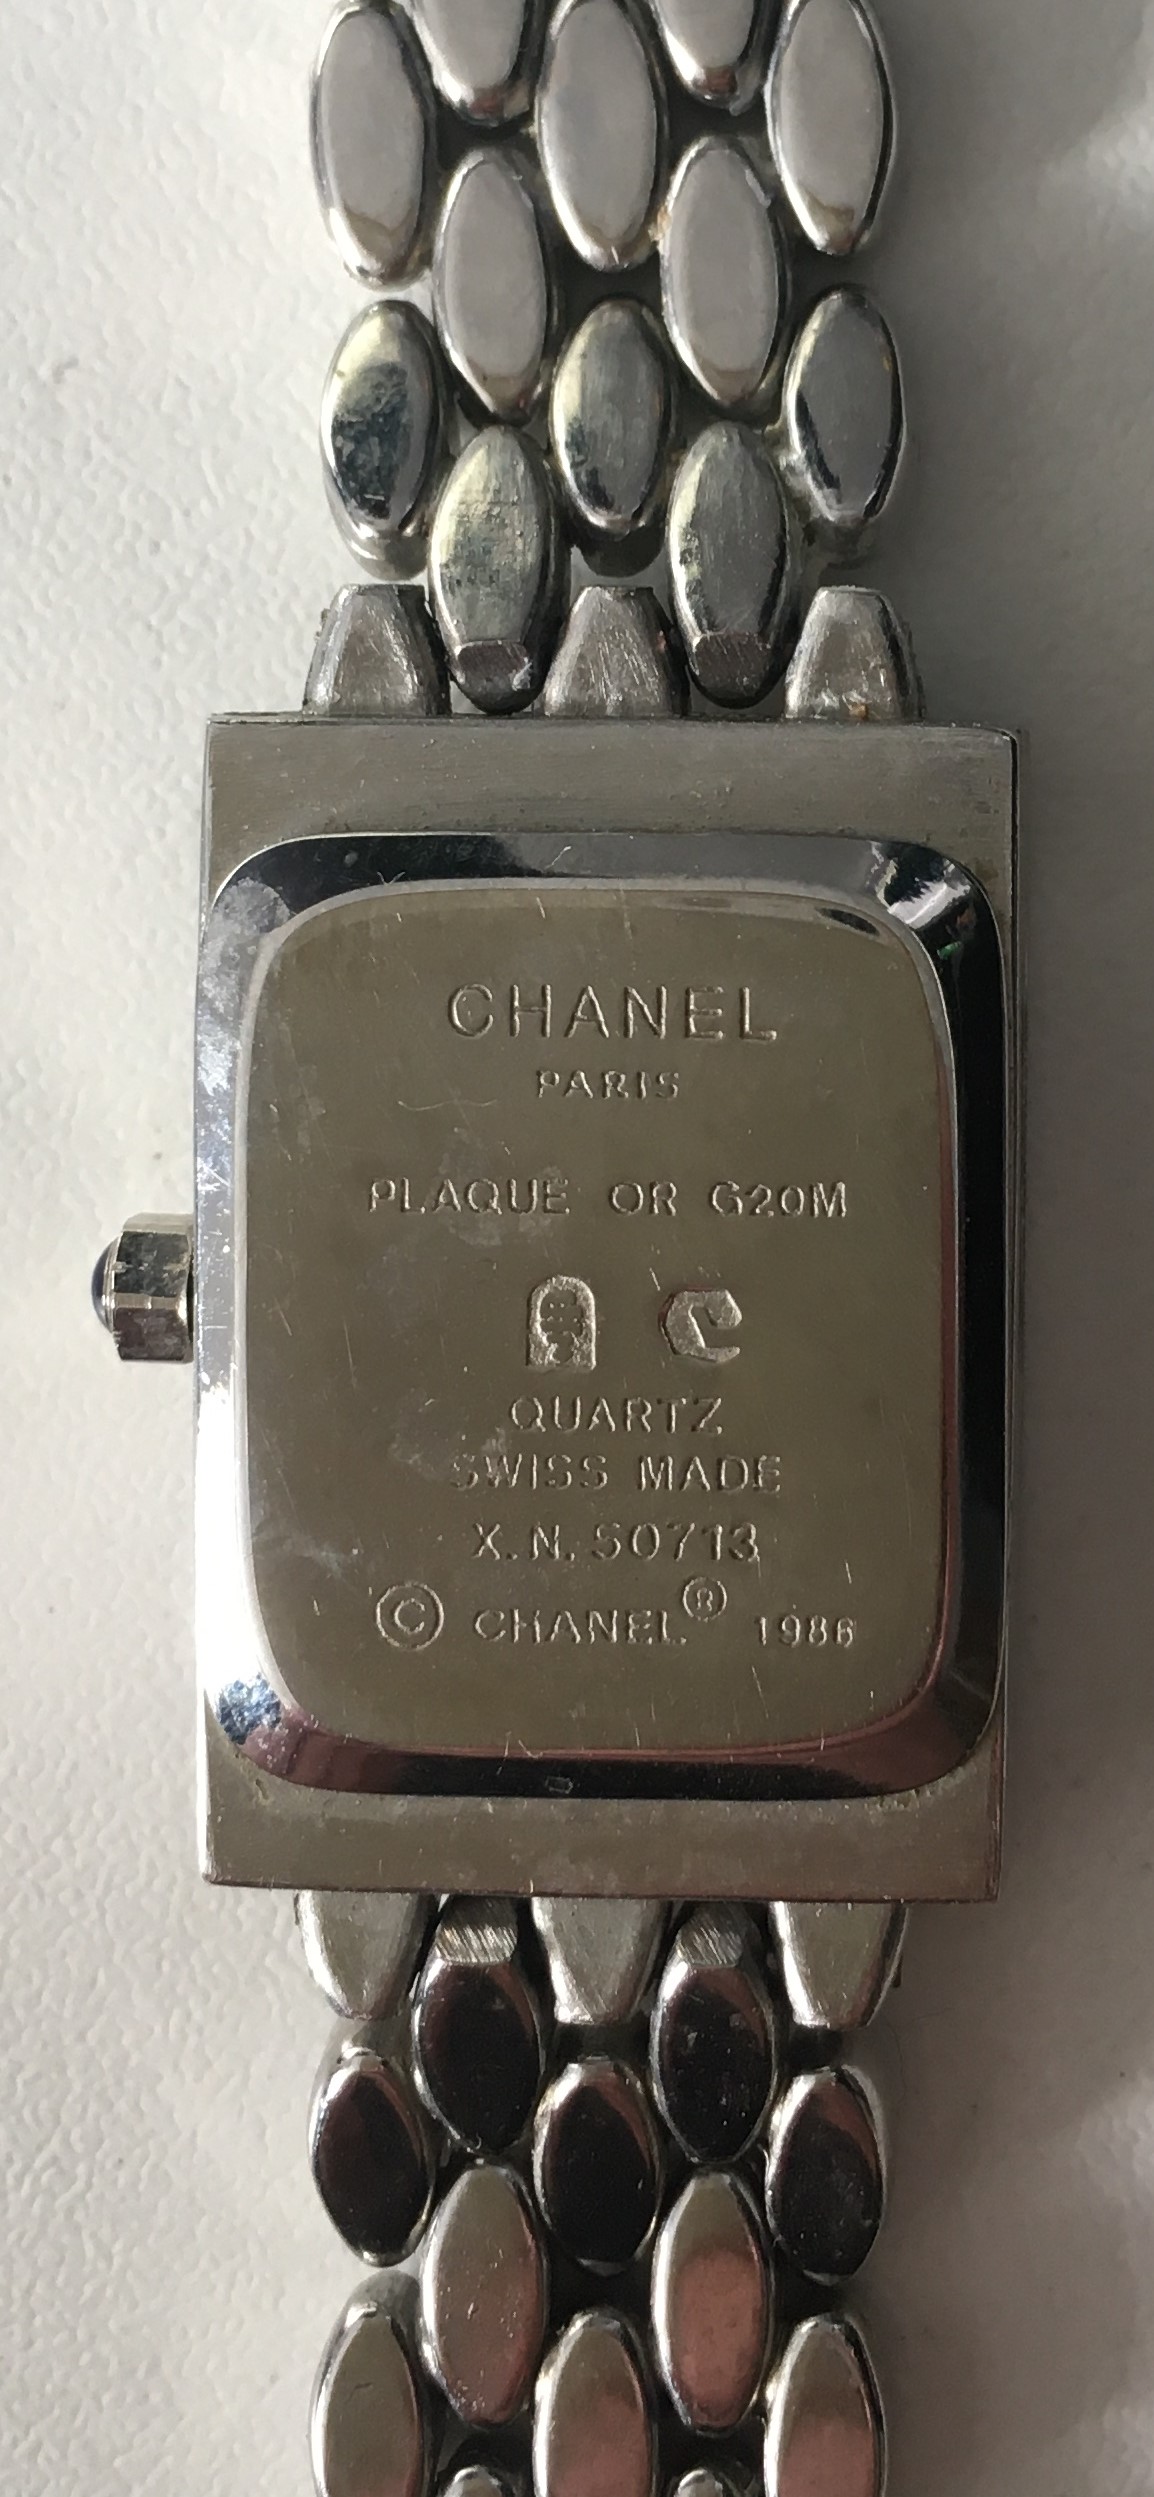 CHANEL
PARIS
PLAQUE OR G20M
QUARTZ
SWISS MADE
X.N. 50713
© CHANEL® 1986